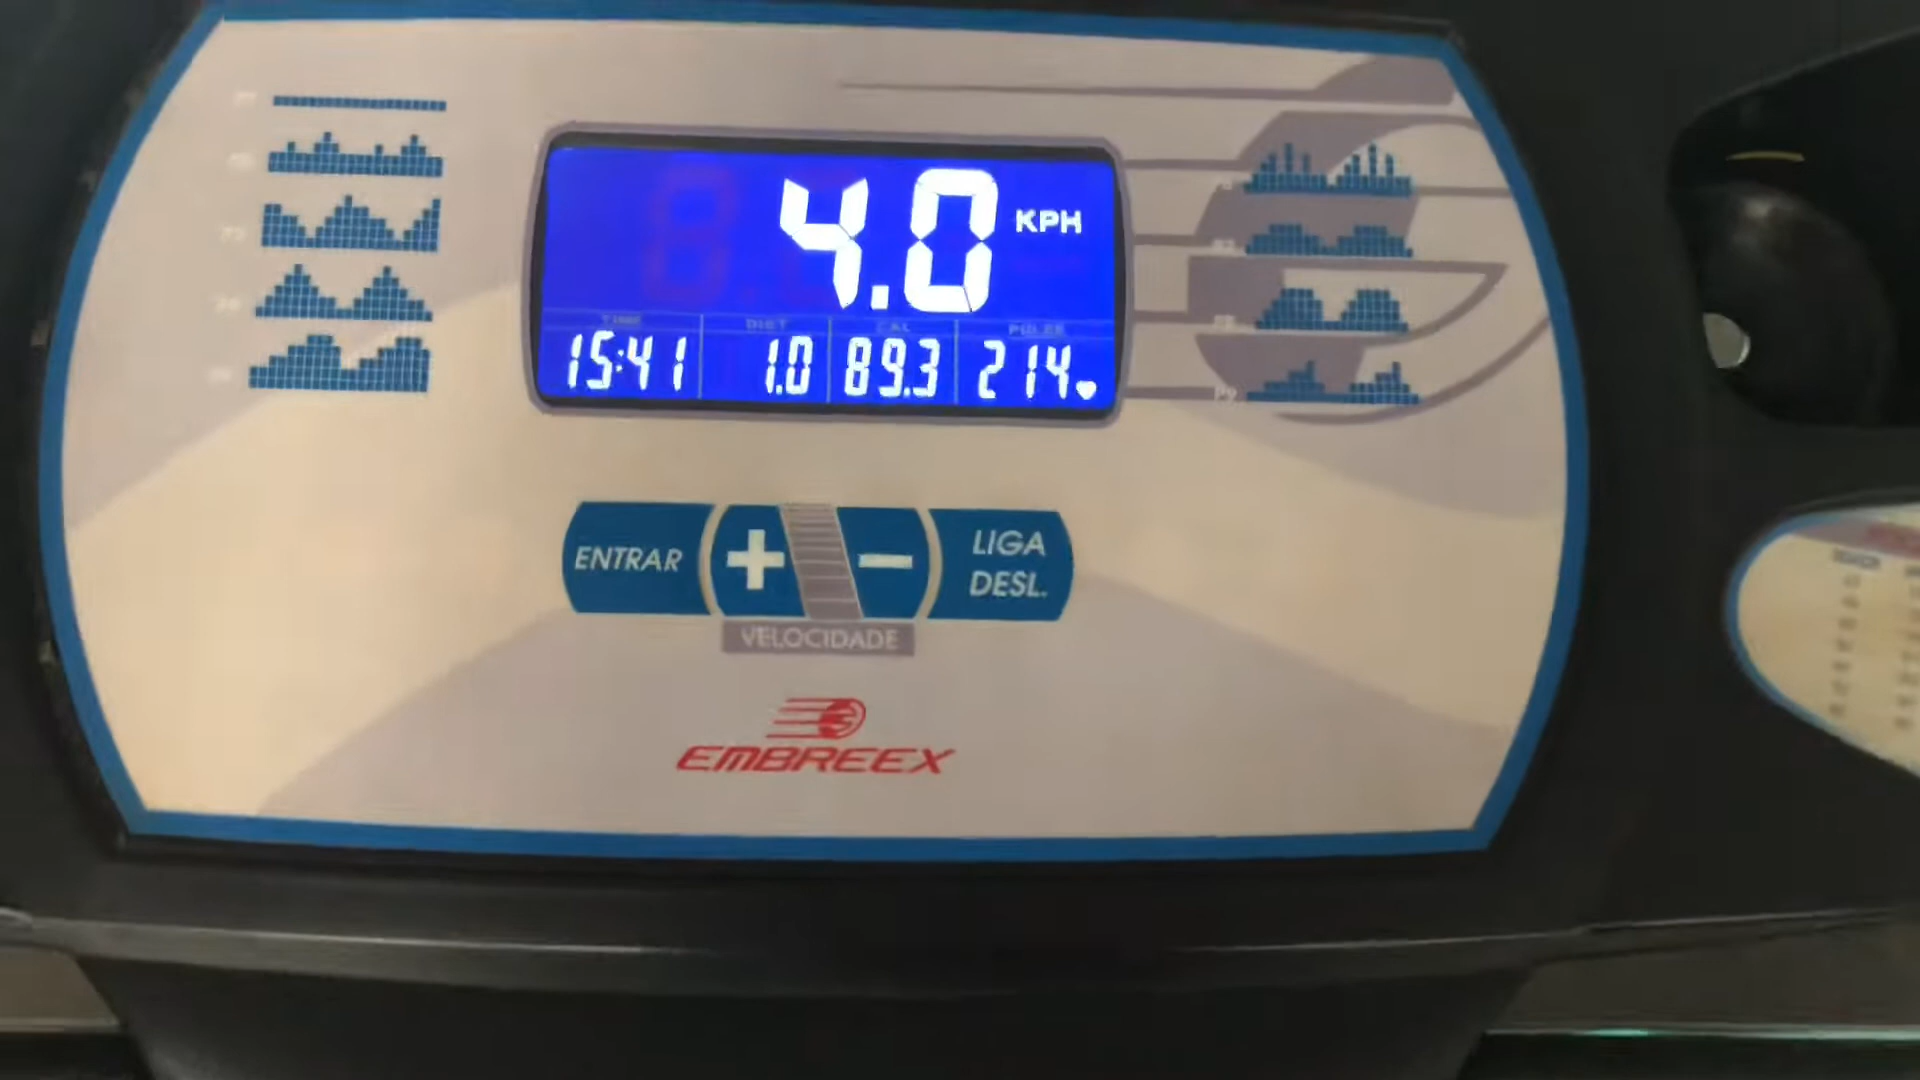 4.0 KPH
TIME DIST CAL PULSE
15:41 1.0 89.3 214
P9
ENTRAR + - LIGA DESL.
VELOCIDADE
EMBREEX